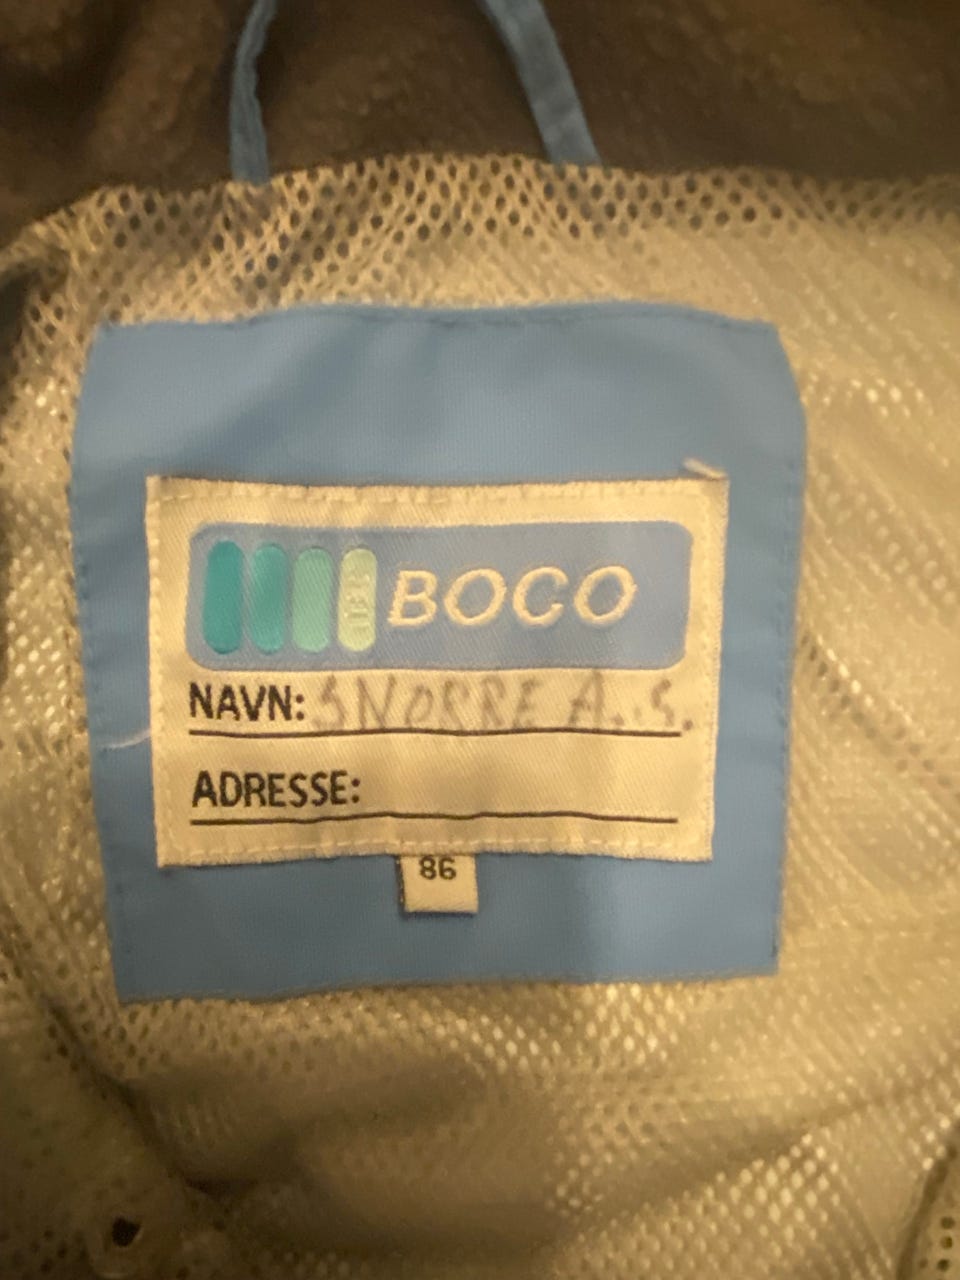 BOCO
NAVN: SNORRE A. S.
ADRESSE:
86